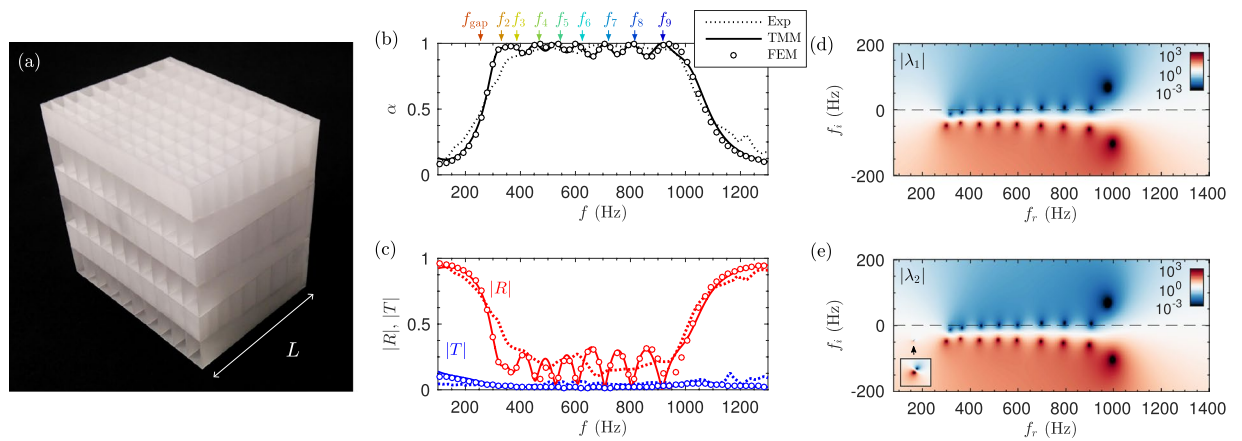 (a)
L
(b)
f_gap f_2 f_3 f_4 f_5 f_6 f_7 f_8 f_9
Exp
TMM
FEM
1
0.5
0
α
200 400 600 800 1000 1200
f (Hz)
(c)
1
0.5
0
|R|, |T|
|R|
|T|
200 400 600 800 1000 1200
f (Hz)
(d)
|λ_1|
10^3
10^0
10^-3
200
0
-200
f_i (Hz)
200 400 600 800 1000 1200 1400
f_r (Hz)
(e)
|λ_2|
10^3
10^0
10^-3
200
0
-200
f_i (Hz)
200 400 600 800 1000 1200 1400
f_r (Hz)